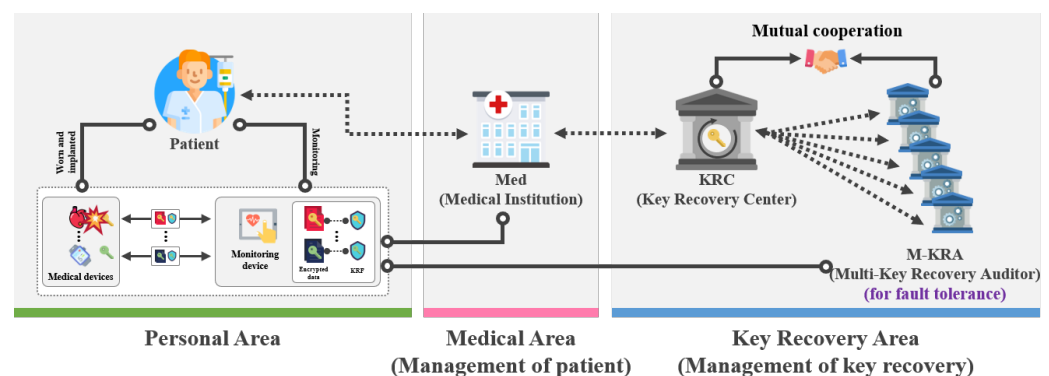 Mutual cooperation
Worn and
implanted
Patient
Monitoring
Med
(Medical Institution)
KRC
(Key Recovery Center)
M-KRA
(Multi-Key Recovery Auditor)
(for fault tolerance)
Medical devices
Monitoring
device
Encrypted
data
KRF
Personal Area
Medical Area
(Management of patient)
Key Recovery Area
(Management of key recovery)